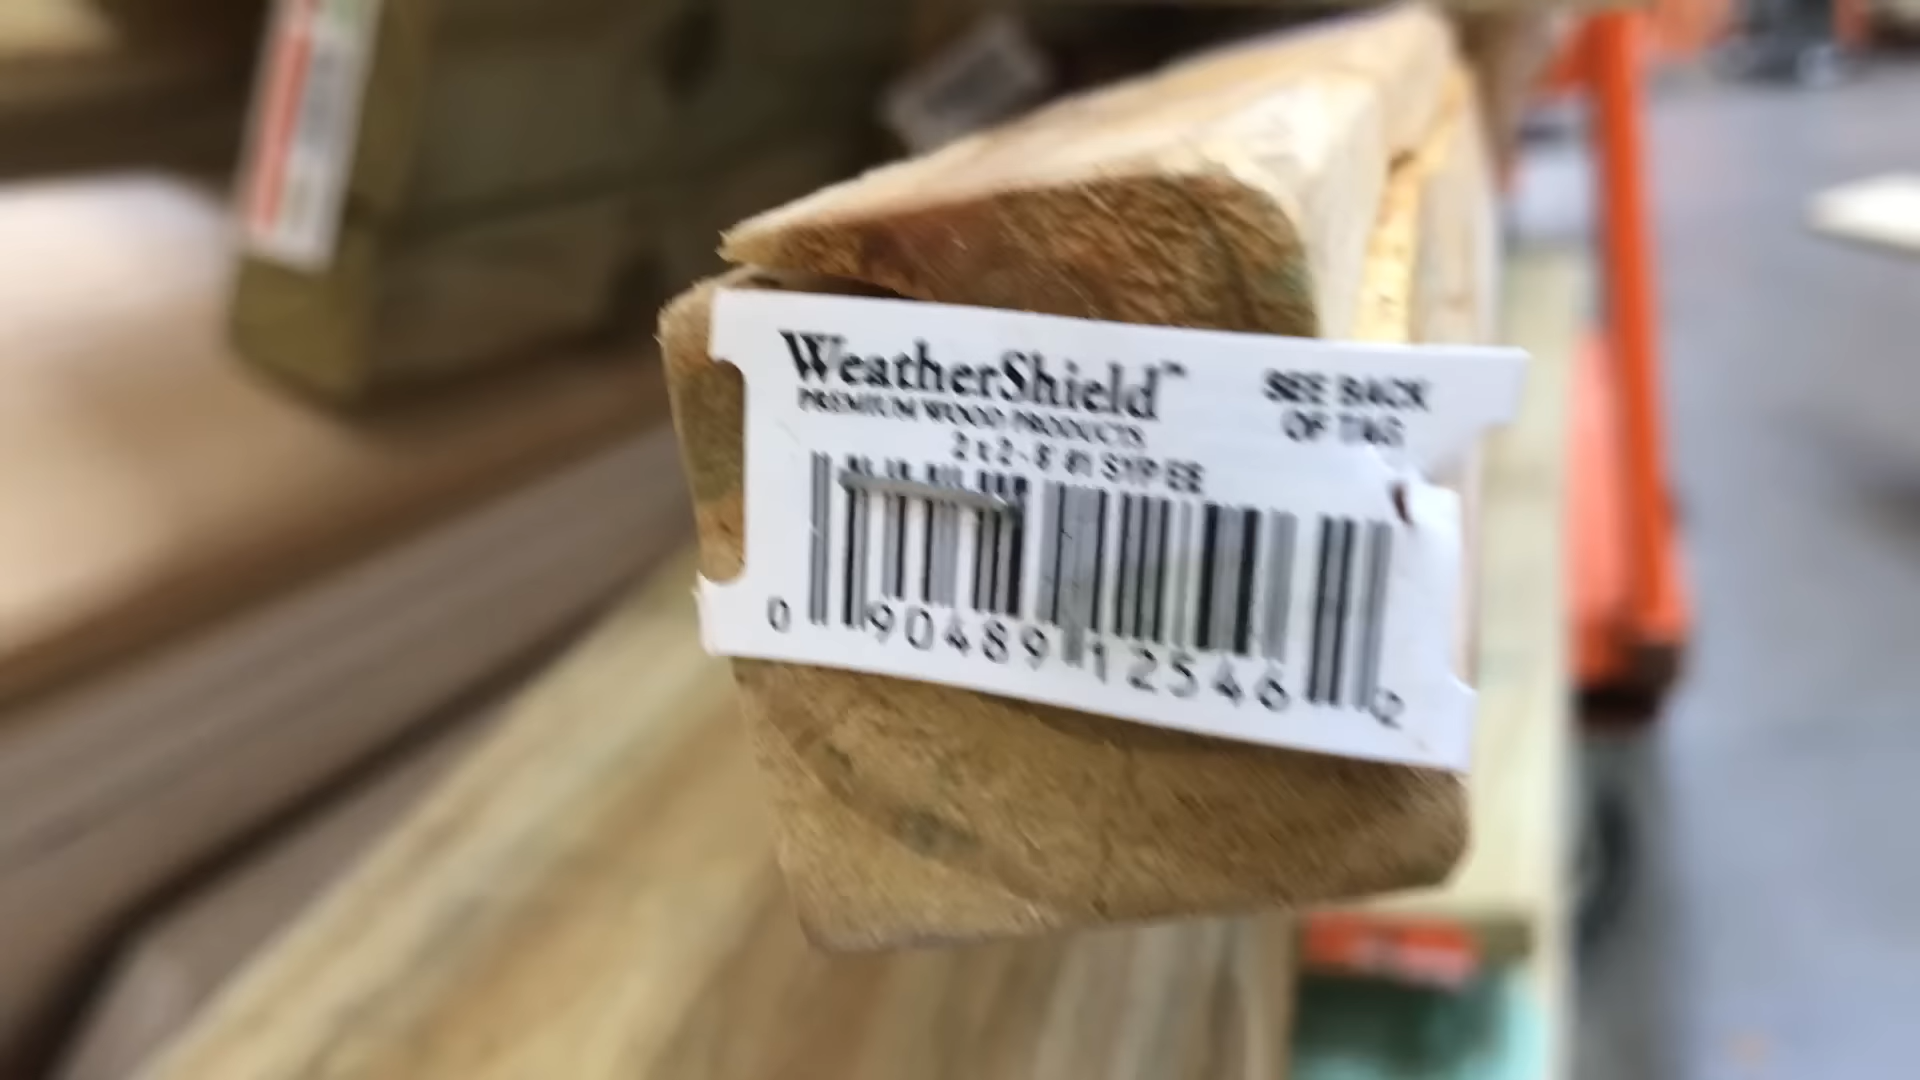 WeatherShield™
PREMIUM WOOD PRODUCTS
SEE BACK
OF TAG
2 x 2 - 8' #1 SYP EE
0 90489 12546 2